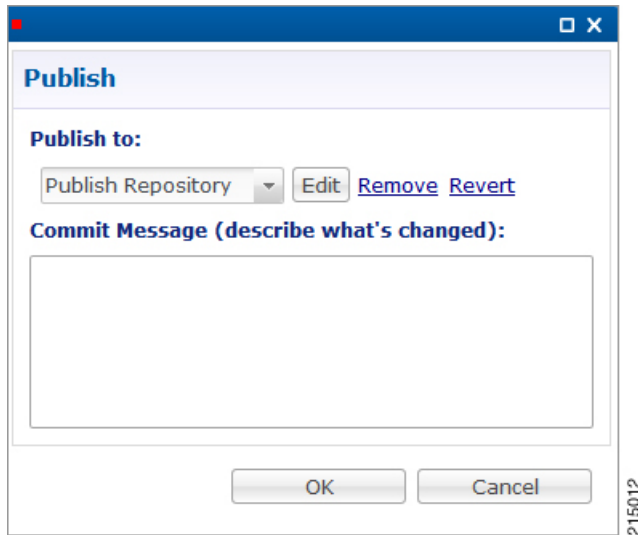 Publish
Publish to:
Publish Repository Edit Remove Revert
Commit Message (describe what's changed):
OK Cancel
215012